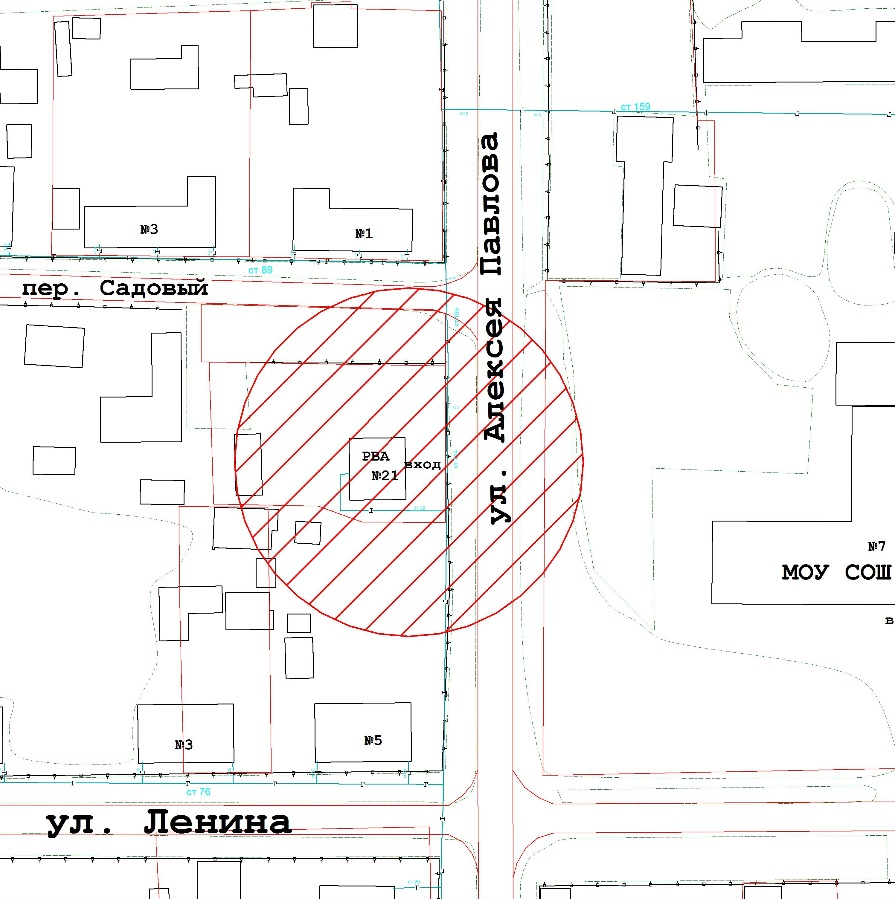 ст 159
№3
№1
ст 89
пер. Садовый
ул. Алексея Павлова
РВА
вход
№21
№7
МОУ СОШ
в
№3
№5
ст 76
ул. Ленина